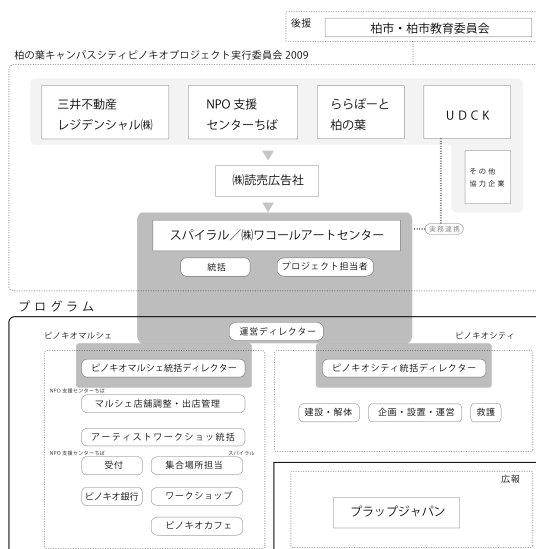 後援
柏市・柏市教育委員会
柏の葉キャンパスシティピノキオプロジェクト実行委員会 2009
三井不動産
レジデンシャル㈱
NPO 支援
センターちば
ららぽーと
柏の葉
UDCK
その他
協力企業
㈱読売広告社
スパイラル／㈱ワコールアートセンター
実務連携
統括
プロジェクト担当者
プログラム
運営ディレクター
ピノキオマルシェ
ピノキオシティ
ピノキオマルシェ統括ディレクター
ピノキオシティ統括ディレクター
NPO 支援センターちば
マルシェ店舗調整・出店管理
建設・解体
企画・設置・運営
救護
アーティストワークショッツ統括
NPO 支援センターちば
スパイラル
受付
集合場所担当
ピノキオ銀行
ワークショップ
ピノキオカフェ
広報
プラップジャパン